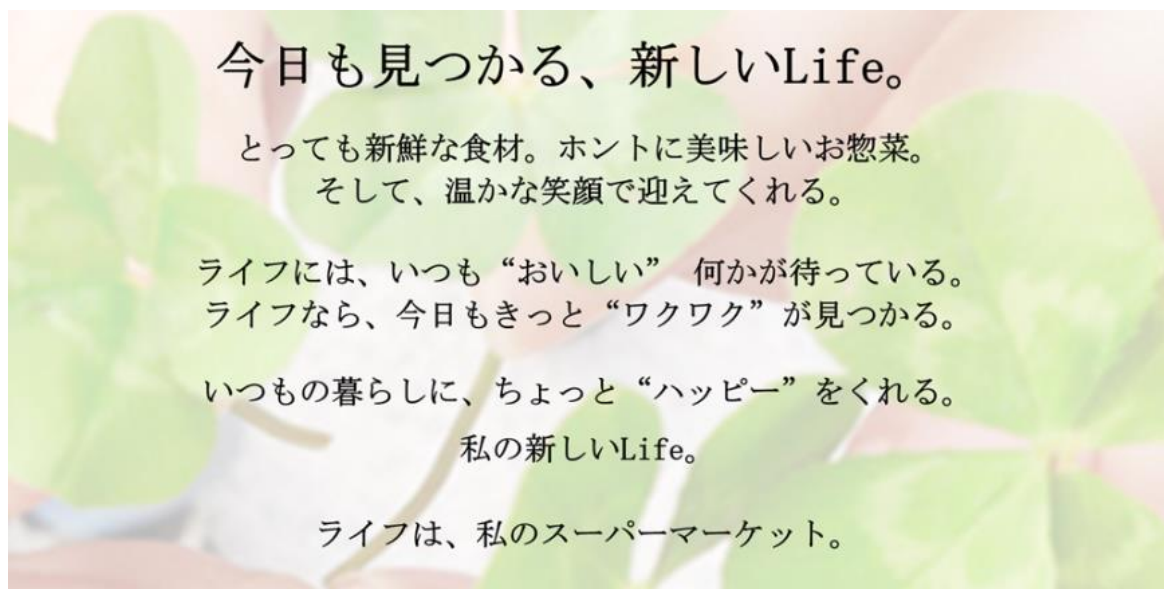 今日も見つかる、新しいLife。
とっても新鮮な食材。ホントに美味しいお惣菜。
そして、温かな笑顔で迎えてくれる。
ライフには、いつも“おいしい” 何かが待っている。
ライフなら、今日もきっと“ワクワク”が見つかる。
いつもの暮らしに、ちょっと“ハッピー”をくれる。
私の新しいLife。
ライフは、私のスーパーマーケット。